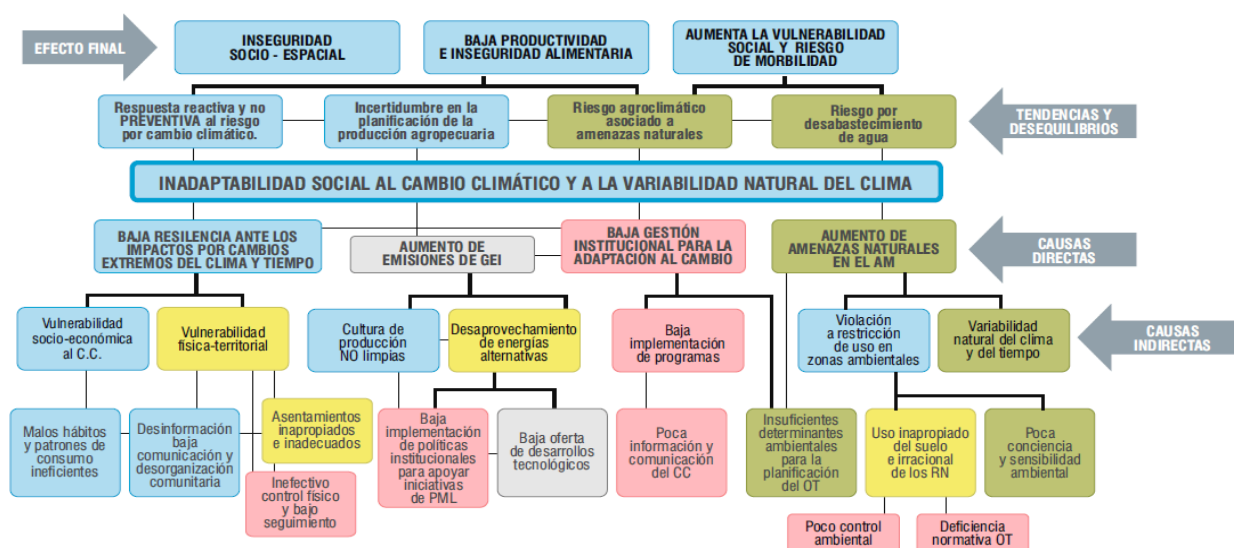 EFECTO FINAL
INSEGURIDAD
SOCIO - ESPACIAL
BAJA PRODUCTIVIDAD
E INSEGURIDAD ALIMENTARIA
AUMENTA LA VULNERABILIDAD
SOCIAL Y RIESGO
DE MORBILIDAD
Respuesta reactiva y no
PREVENTIVA al riesgo
por cambio climático.
Incertidumbre en la
planificación de la
producción agropecuaria
Riesgo agroclimático
asociado a
amenazas naturales
Riesgo por
desabastecimiento
de agua
TENDENCIAS Y
DESEQUILIBRIOS
INADAPTABILIDAD SOCIAL AL CAMBIO CLIMÁTICO Y A LA VARIABILIDAD NATURAL DEL CLIMA
BAJA RESILENCIA ANTE LOS
IMPACTOS POR CAMBIOS
EXTREMOS DEL CLIMA Y TIEMPO
AUMENTO DE
EMISIONES DE GEI
BAJA GESTIÓN
INSTITUCIONAL PARA LA
ADAPTACIÓN AL CAMBIO
AUMENTO DE
AMENAZAS NATURALES
EN EL AM
CAUSAS
DIRECTAS
Vulnerabilidad
socio-económica
al C.C.
Vulnerabilidad
física-territorial
Cultura de
producción
NO limpias
Desaprovechamiento
de energías
alternativas
Baja
implementación
de programas
Violación
a restricción
de uso en
zonas ambientales
Variabilidad
natural del clima
y del tiempo
CAUSAS
INDIRECTAS
Malos hábitos
y patrones de
consumo
ineficientes
Desinformación baja
comunicación y
desorganización
comunitaria
Asentamientos
inapropiados
e inadecuados
Inefectivo
control físico
y bajo
seguimiento
Baja
implementación
de políticas
institucionales
para apoyar
iniciativas
de PML
Baja oferta
de desarrollos
tecnológicos
Poca
información y
comunicación
del CC
Insuficientes
determinantes
ambientales
para la
planificación
del OT
Uso inapropiado
del suelo
e irracional
de los RN
Poca
conciencia
y sensibilidad
ambiental
Poco control
ambiental
Deficiencia
normativa OT